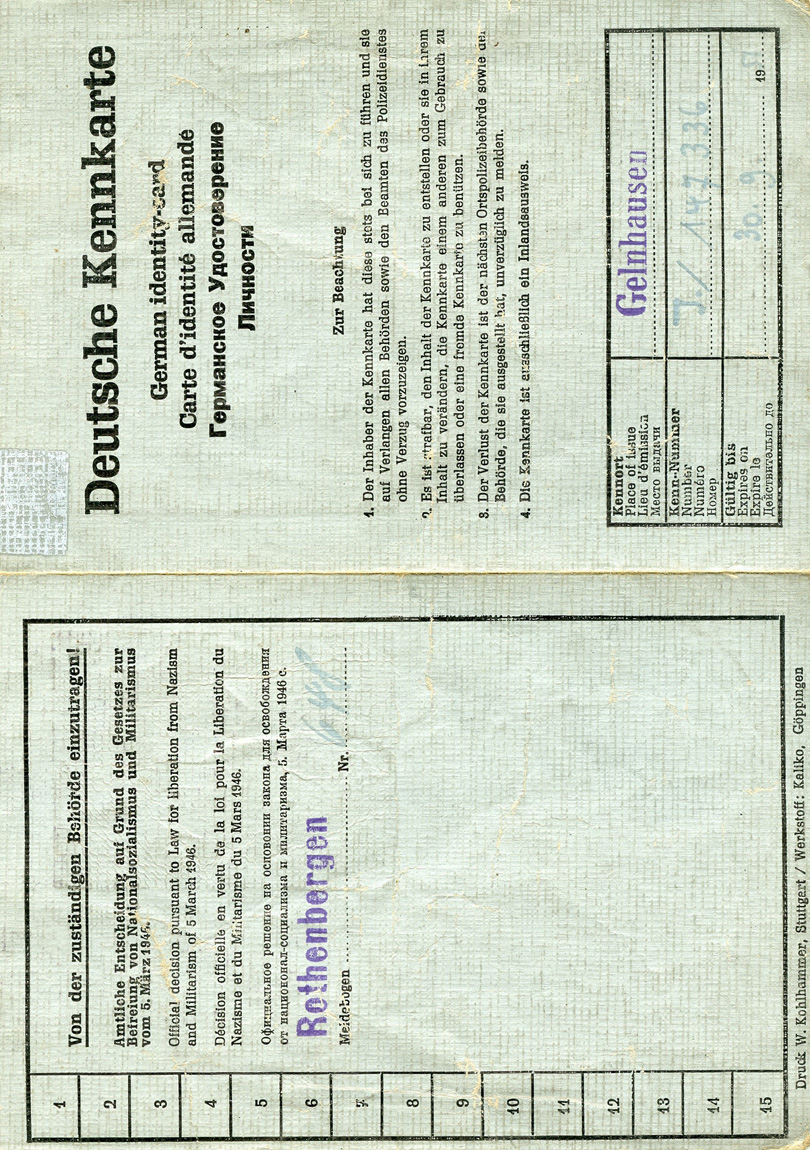 Von der zuständigen Behörde einzutragen!
Amtliche Entscheidung auf Grund des Gesetzes zur
Befreiung von Nationalsozialismus und Militarismus
vom 5. März 1946.
Official decision pursuant to Law for liberation from Nazism
and Militarism of 5 March 1946.
Décision officielle en vertu de la loi pour la Liberation du
Nazisme et du Militarisme du 5 Mars 1946.
Официальное решение на основании закона для освобождения
от национонал-социализма и милитаризма, 5. Марта 1946 г.
Rothenbergen
Meldebogen Nr.
1
2
3
4
5
6
7
8
9
10
11
12
13
14
15
Druck W. Kohlhammer, Stuttgart / Werkstoff: Kaliko, Göppingen
Deutsche Kennkarte
German identity-card
Carte d'identité allemande
Германское Удостоверение
Личности
Zur Beachtung
1. Der Inhaber der Kennkarte hat diese stets bei sich zu führen und sie
auf Verlangen allen Behörden sowie den Beamten des Polizeidienstes
ohne Verzug vorzuzeigen.
2. Es ist strafbar, den Inhalt der Kennkarte zu entstellen oder sie in ihrem
Inhalt zu verändern, die Kennkarte einem anderen zum Gebrauch zu
überlassen oder eine fremde Kennkarte zu benützen.
3. Der Verlust der Kennkarte ist der nächsten Ortspolizeibehörde sowie der
Behörde, die sie ausgestellt hat, unverzüglich zu melden.
4. Die Kennkarte ist ausschließlich ein Inlandsausweis.
Kennort
Place of issue
Lieu d'émission
Место выдачи
Gelnhausen
Kenn-Nummer
Number
Numéro
Номер
J./ 147 336
Gültig bis
Expires on
Expire le
Действительно до
30 9. 19